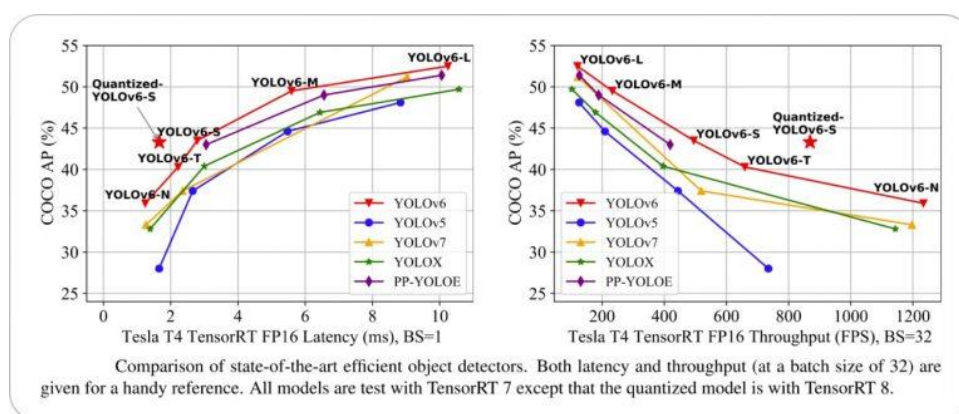 55
50
45
40
35
30
25
COCO AP (%)
Quantized-
YOLOv6-S
YOLOv6-N
YOLOv6-T
YOLOv6-S
YOLOv6-M
YOLOv6-L
YOLOv6
YOLOv5
YOLOv7
YOLOX
PP-YOLOE
0 2 4 6 8 10
Tesla T4 TensorRT FP16 Latency (ms), BS=1
55
50
45
40
35
30
25
COCO AP (%)
YOLOv6-L
YOLOv6-M
YOLOv6-S
Quantized-
YOLOv6-S
YOLOv6-T
YOLOv6-N
YOLOv6
YOLOv5
YOLOv7
YOLOX
PP-YOLOE
200 400 600 800 1000 1200
Tesla T4 TensorRT FP16 Throughput (FPS), BS=32
Comparison of state-of-the-art efficient object detectors. Both latency and throughput (at a batch size of 32) are
given for a handy reference. All models are test with TensorRT 7 except that the quantized model is with TensorRT 8.